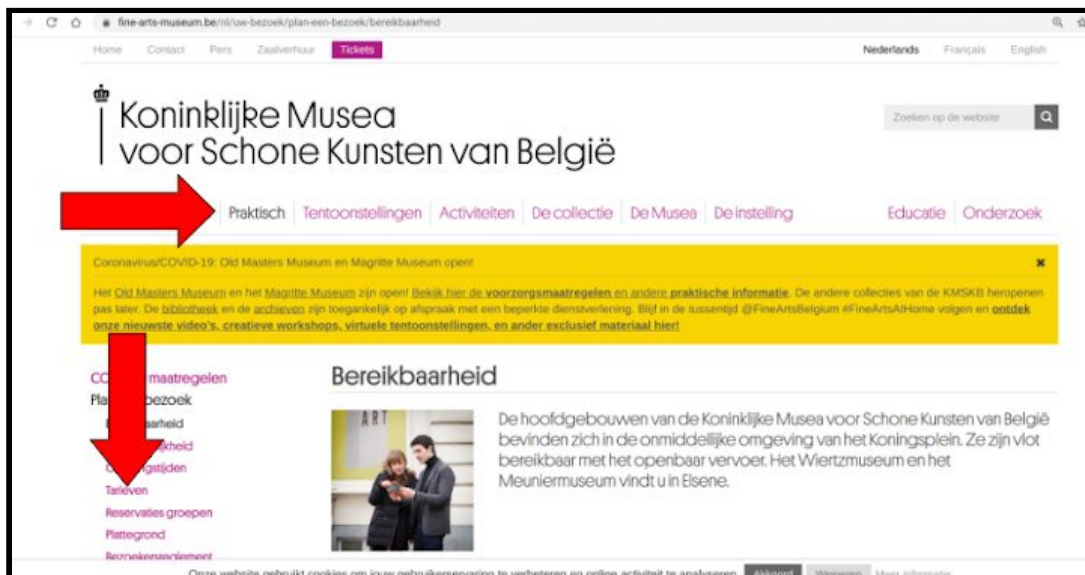 fine-arts-museum.be/nl/uw-bezoek/plan-een-bezoek/bereikbaarheid
Home Contact Pers Zaalverhuur Tickets Nederlands Français English
Koninklijke Musea
voor Schone Kunsten van België
Zoeken op de website
Praktisch Tentoonstellingen Activiteiten De collectie De Musea De instelling Educatie Onderzoek
Coronavirus/COVID-19: Old Masters Museum en Magritte Museum open!
Het Old Masters Museum en het Magritte Museum zijn open! Bekijk hier de voorzorgsmaatregelen en andere praktische informatie. De andere collecties van de KMSKB heropenen
pas later. De bibliotheek en de archieven zijn toegankelijk op afspraak met een beperkte dienstverlening. Blijf in de tussentijd @FineArtsBelgium #FineArtsAtHome volgen en ontdek
onze nieuwste video's, creatieve workshops, virtuele tentoonstellingen, en ander exclusief materiaal hier!
maatregelen
bezoek
Tarieven
Reservaties groepen
Plattegrond
Bezoekersreglement
Bereikbaarheid
ART
De hoofdgebouwen van de Koninklijke Musea voor Schone Kunsten van België
bevinden zich in de onmiddellijke omgeving van het Koningsplein. Ze zijn vlot
bereikbaar met het openbaar vervoer. Het Wiertzmuseum en het
Meuniermuseum vindt u in Elsene.
Onze website gebruikt cookies om jouw gebruikerservaring te verbeteren en online activiteit te analyseren. Akkoord Weigeren Meer informatie